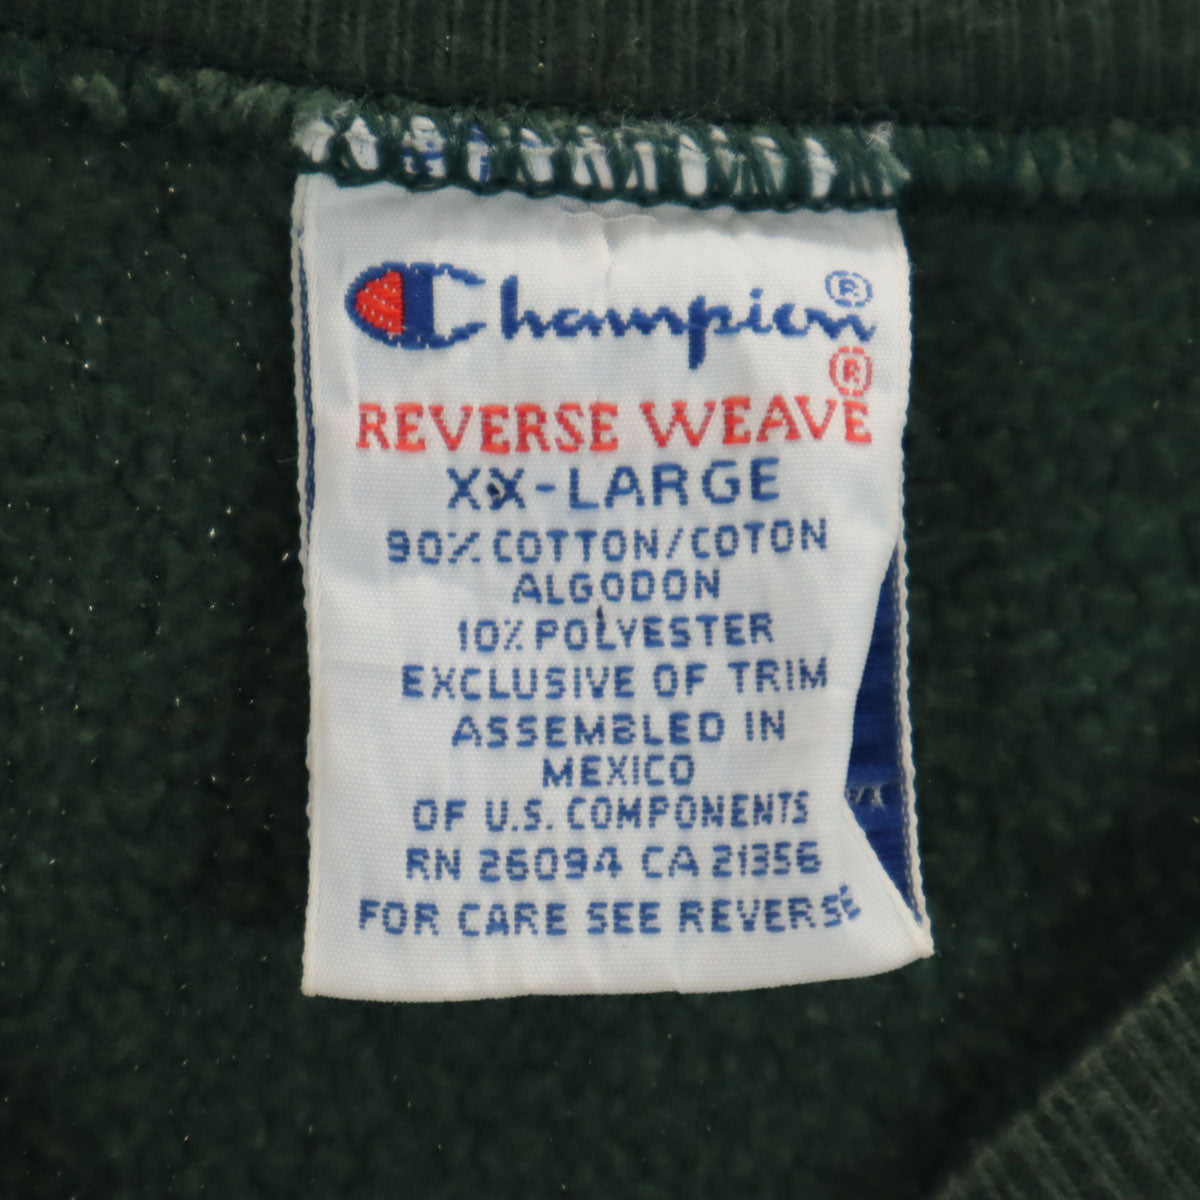 Champion®
REVERSE WEAVE®
XX-LARGE
90% COTTON/COTON
ALGODON
10% POLYESTER
EXCLUSIVE OF TRIM
ASSEMBLED IN
MEXICO
OF U.S. COMPONENTS
RN 26094 CA 21356
FOR CARE SEE REVERSE